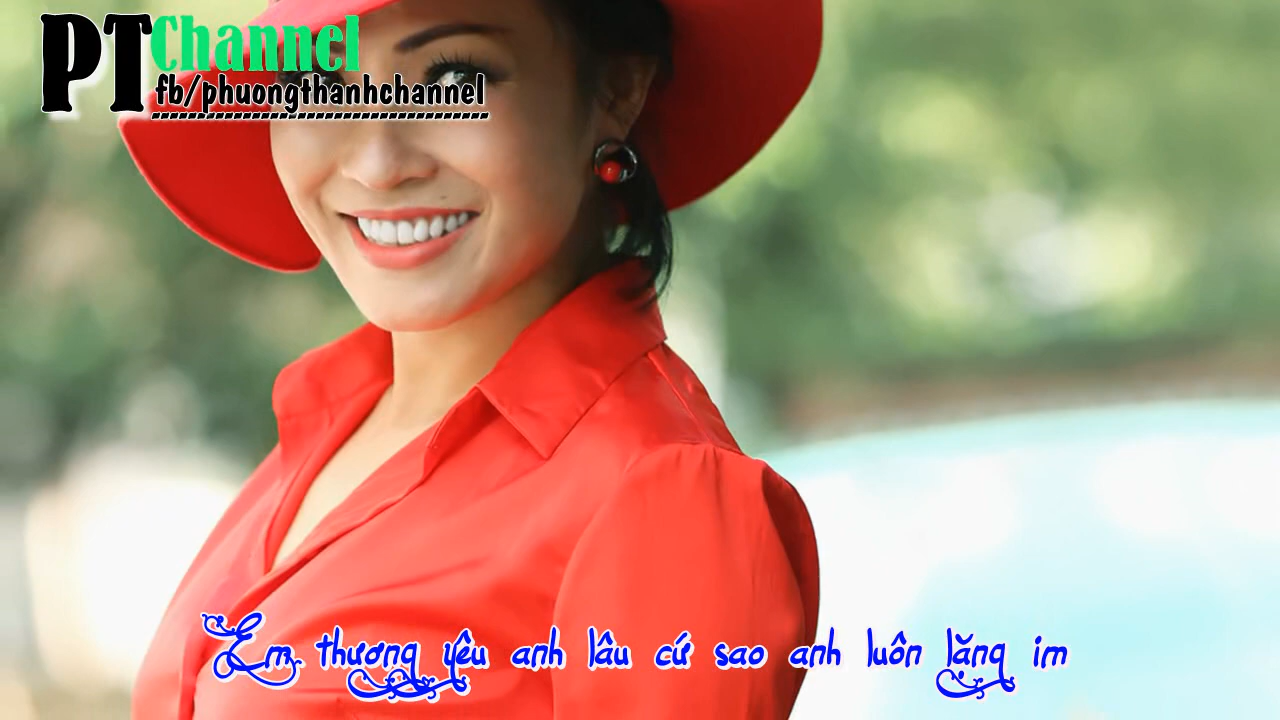 PT Channel
fb/phuongthanhchannel
Em thương yêu anh lâu cứ sao anh luôn lặng im